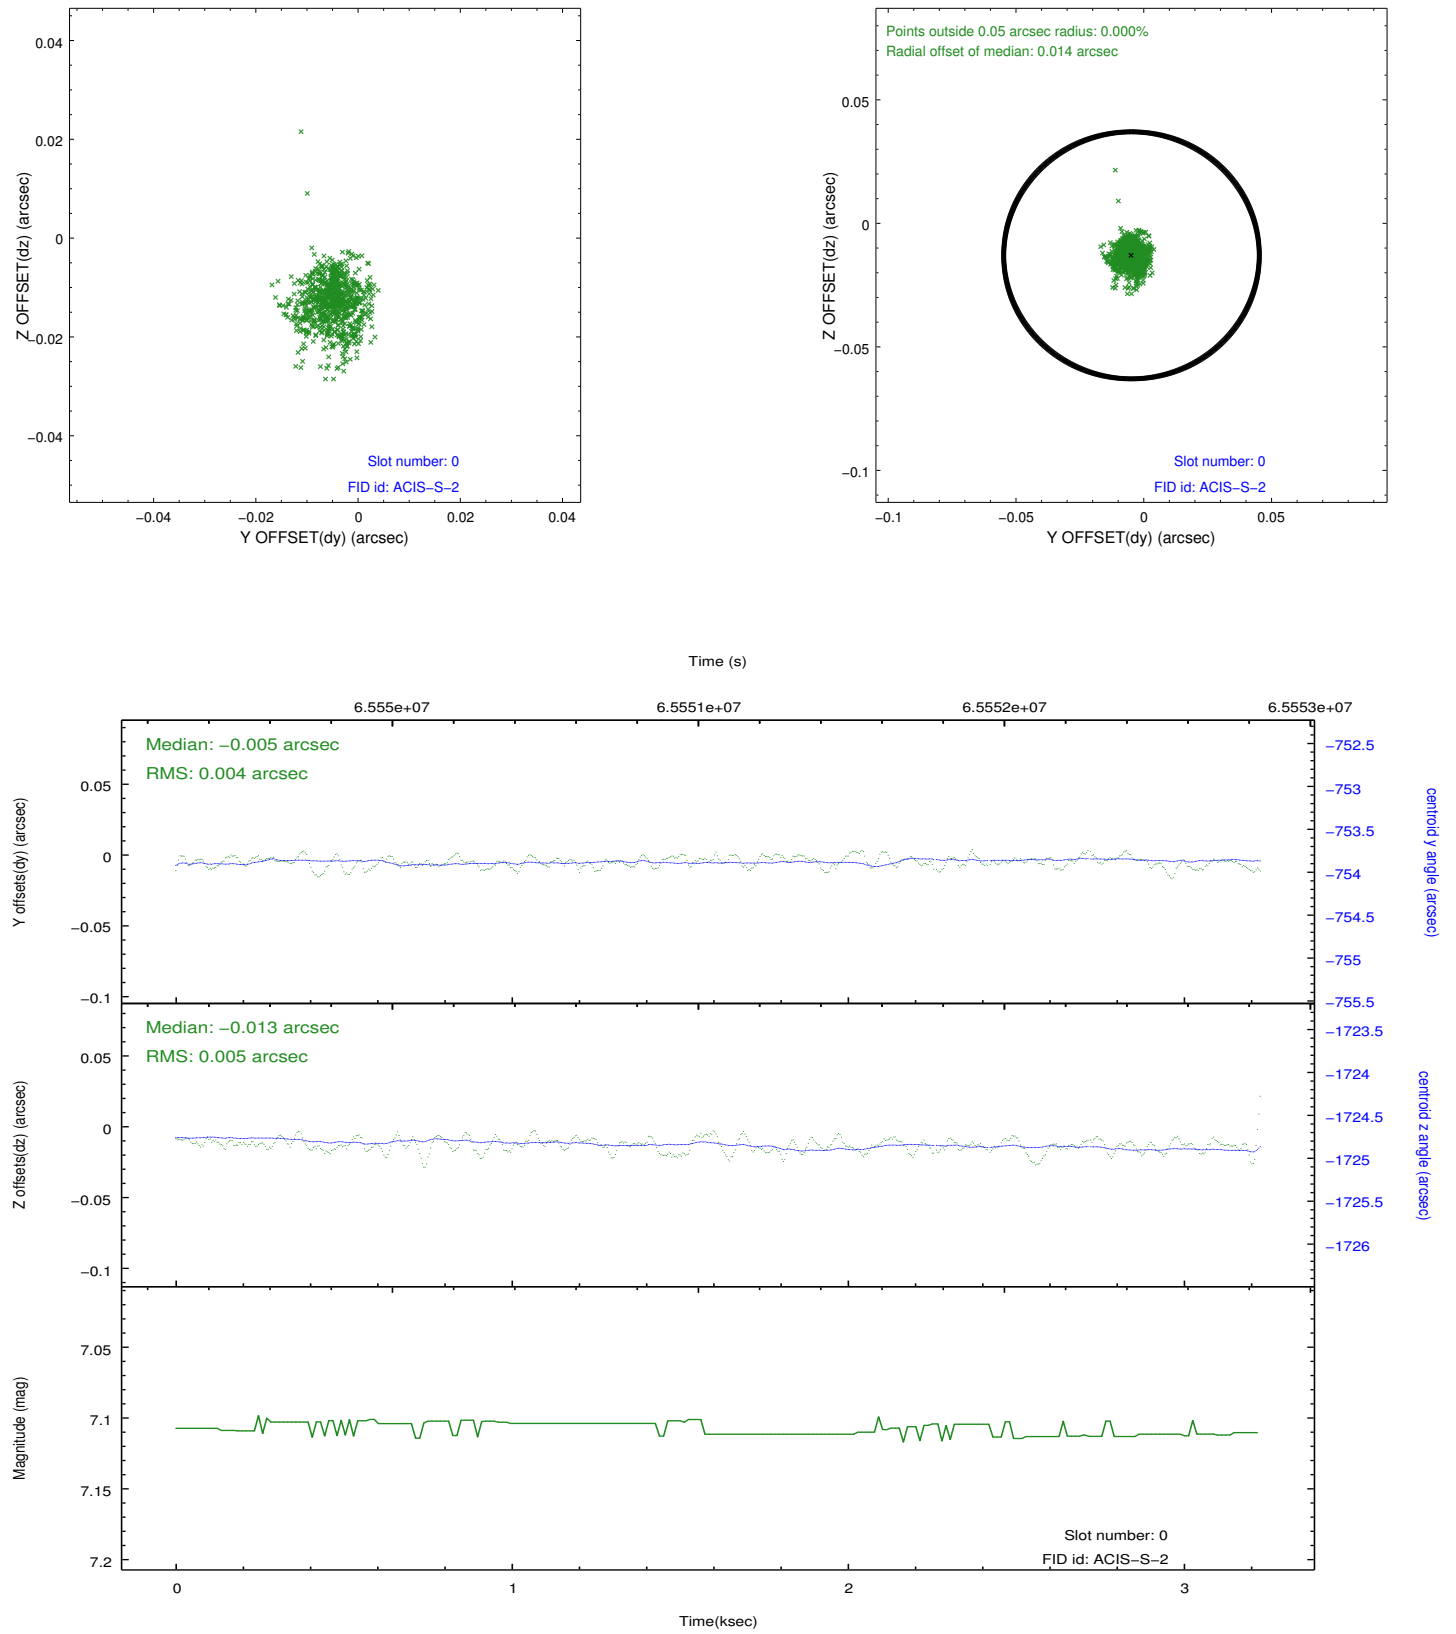 0.04
0.02
0
−0.02
−0.04
Z OFFSET(dz) (arcsec)
Slot number: 0
FID id: ACIS−S−2
−0.04
−0.02
0
0.02
0.04
Y OFFSET(dy) (arcsec)
Points outside 0.05 arcsec radius: 0.000%
Radial offset of median: 0.014 arcsec
0.05
0
−0.05
−0.1
Z OFFSET(dz) (arcsec)
Slot number: 0
FID id: ACIS−S−2
−0.1
−0.05
0
0.05
Y OFFSET(dy) (arcsec)
Time (s)
6.555e+07
6.5551e+07
6.5552e+07
6.5553e+07
Median: −0.005 arcsec
RMS: 0.004 arcsec
0.05
0
−0.05
−0.1
Y offsets(dy) (arcsec)
−752.5
−753
−753.5
−754
−754.5
−755
−755.5
centroid y angle (arcsec)
Median: −0.013 arcsec
RMS: 0.005 arcsec
0.05
0
−0.05
−0.1
Z offsets(dz) (arcsec)
−1723.5
−1724
−1724.5
−1725
−1725.5
−1726
centroid z angle (arcsec)
7.05
7.1
7.15
7.2
Magnitude (mag)
Slot number: 0
FID id: ACIS−S−2
0
1
2
3
Time(ksec)